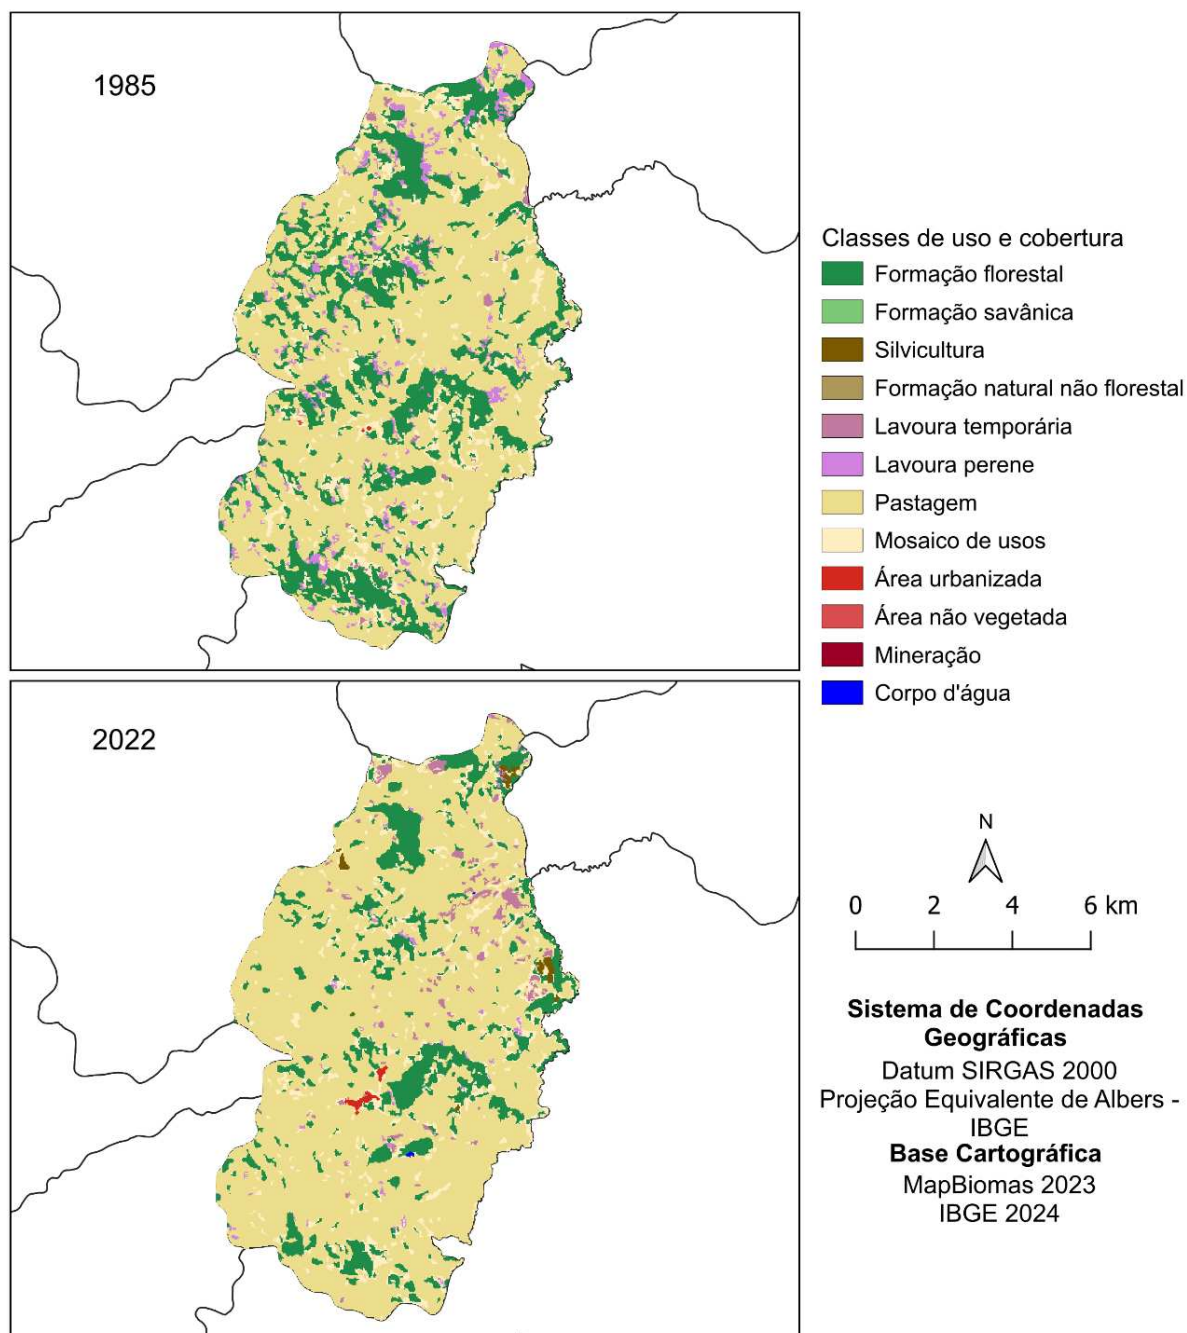 1985
Classes de uso e cobertura
Formação florestal
Formação savânica
Silvicultura
Formação natural não florestal
Lavoura temporária
Lavoura perene
Pastagem
Mosaico de usos
Área urbanizada
Área não vegetada
Mineração
Corpo d'água
2022
N
0 2 4 6 km
Sistema de Coordenadas
Geográficas
Datum SIRGAS 2000
Projeção Equivalente de Albers -
IBGE
Base Cartográfica
MapBiomas 2023
IBGE 2024